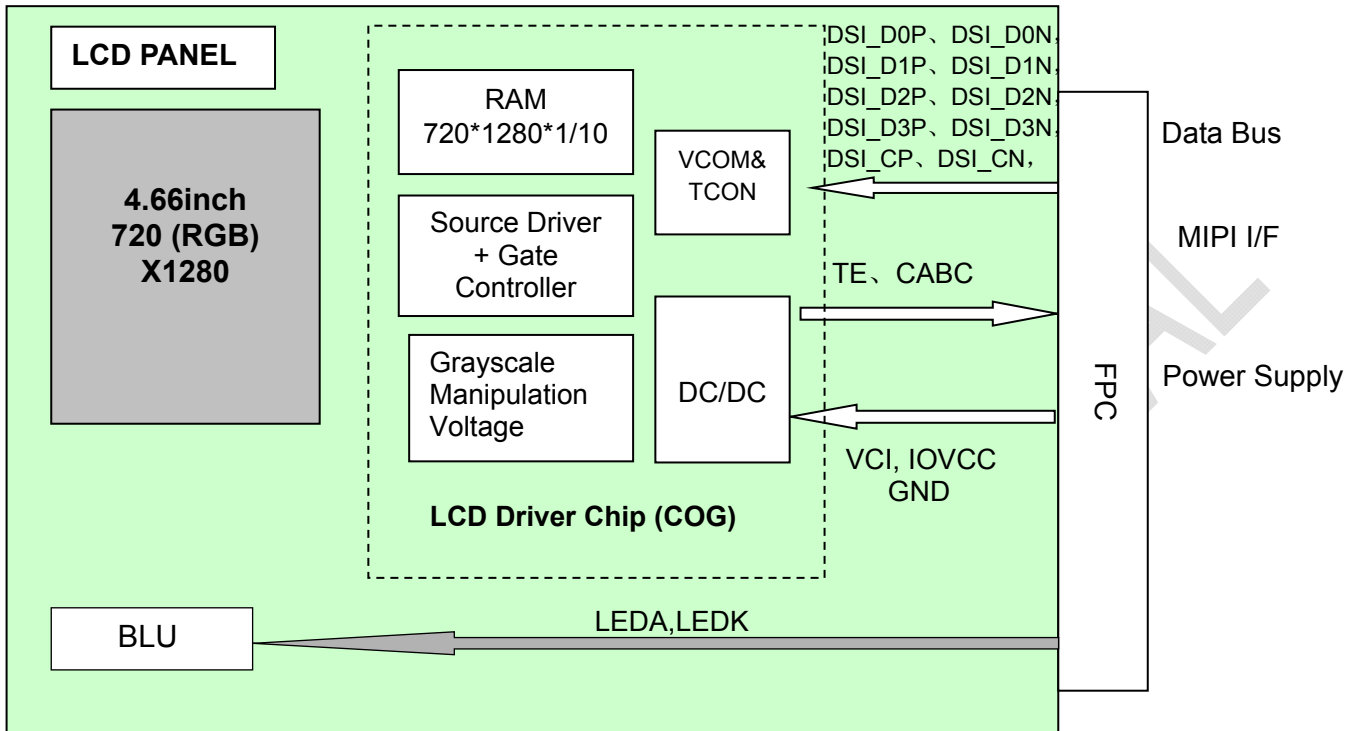 LCD PANEL
4.66inch
720 (RGB)
X1280
RAM
720*1280*1/10
Source Driver
+ Gate
Controller
Grayscale
Manipulation
Voltage
VCOM&
TCON
DC/DC
LCD Driver Chip (COG)
DSI_D0P、DSI_D0N，
DSI_D1P、DSI_D1N，
DSI_D2P、DSI_D2N，
DSI_D3P、DSI_D3N，
DSI_CP、DSI_CN，
TE、CABC
VCI, IOVCC
GND
FPC
Data Bus
MIPI I/F
Power Supply
BLU
LEDA,LEDK